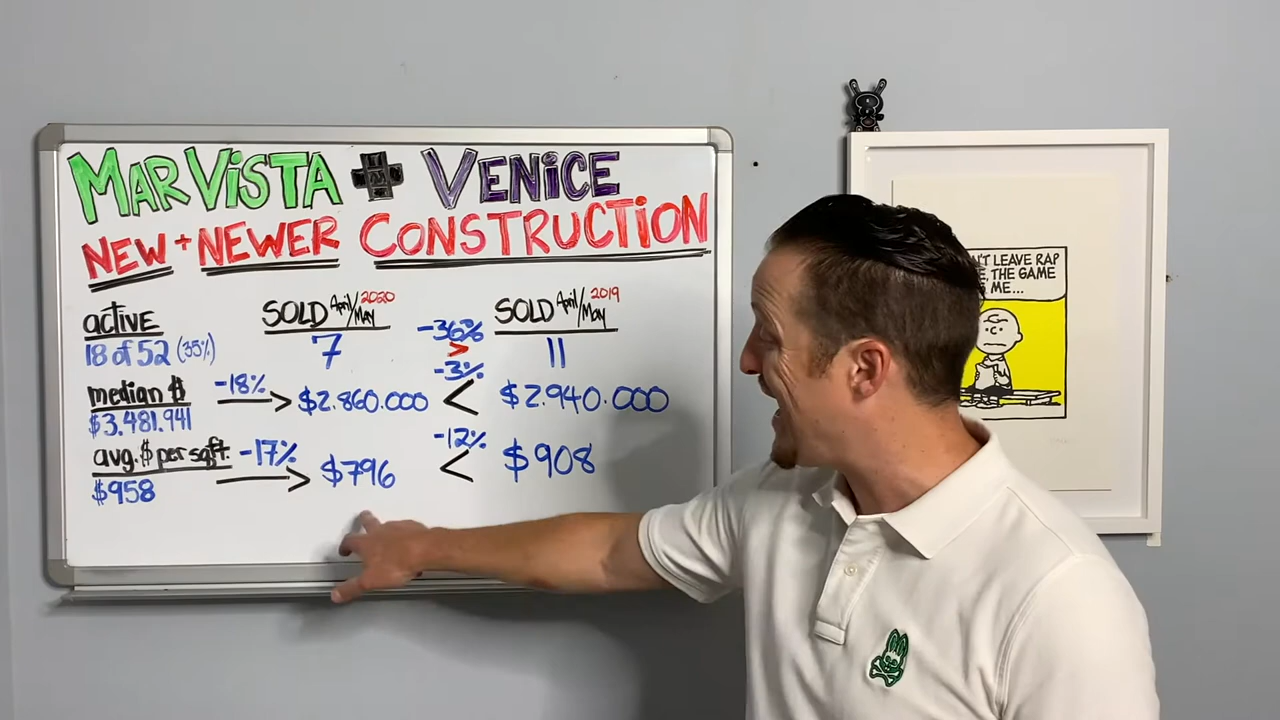 MARVISTA + VENICE
NEW + NEWER CONSTRUCTION
active
18 of 52 (35%)
median $
$3.481.941
avg. $ per sqft.
$958
-18%
-17%
SOLD April/May 2020
7
$2.860.000
$796
-36%
>
-3%
<
-12%
<
SOLD April/May 2019
11
$2.940.000
$908
N'T LEAVE RAP
E, THE GAME
ME...